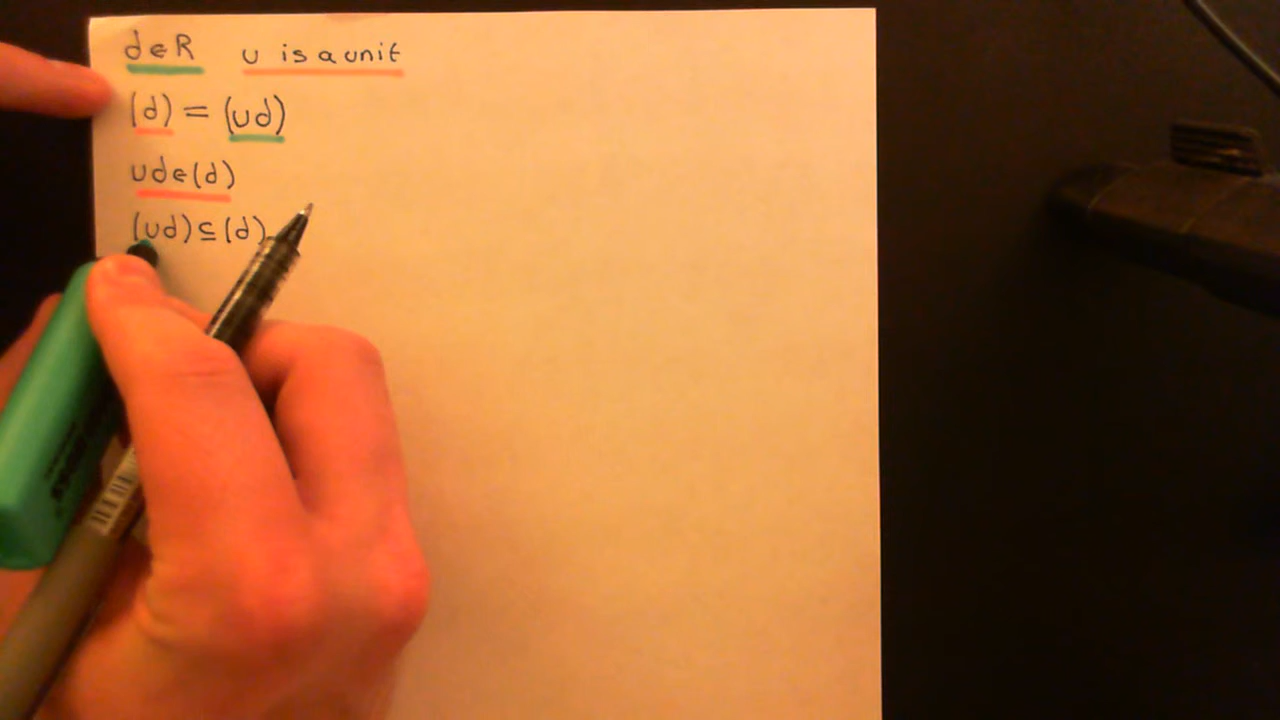 d∈R u is a unit
(d) = (ud)
ud∈(d)
(ud)⊆(d)